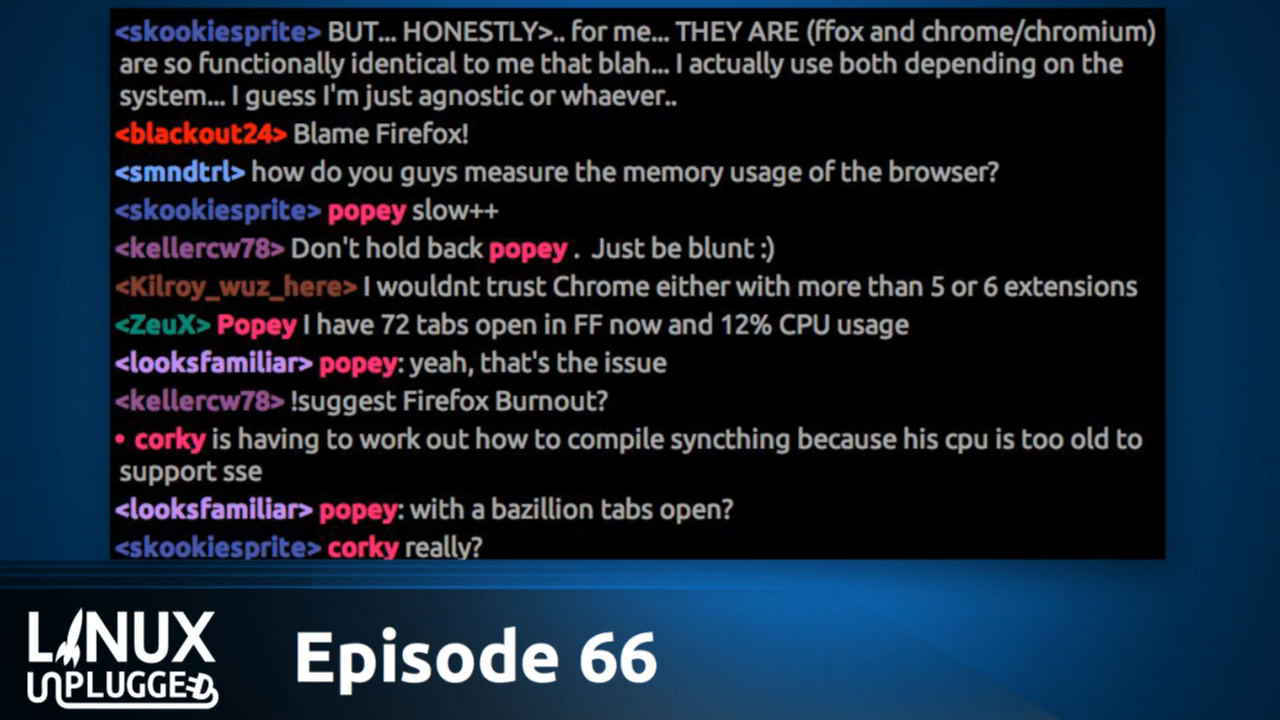 <skookiesprite> BUT... HONESTLY>.. for me... THEY ARE (ffox and chrome/chromium)
are so functionally identical to me that blah... I actually use both depending on the
system... I guess I'm just agnostic or whaever..
<blackout24> Blame Firefox!
<smndtrl> how do you guys measure the memory usage of the browser?
<skookiesprite> popey slow++
<kellercw78> Don't hold back popey .  Just be blunt :)
<Kilroy_wuz_here> I wouldnt trust Chrome either with more than 5 or 6 extensions
<ZeuX> Popey I have 72 tabs open in FF now and 12% CPU usage
<looksfamiliar> popey: yeah, that's the issue
<kellercw78> !suggest Firefox Burnout?
• corky is having to work out how to compile syncthing because his cpu is too old to
support sse
<looksfamiliar> popey: with a bazillion tabs open?
<skookiesprite> corky really?
LINUX
UNPLUGGED
Episode 66